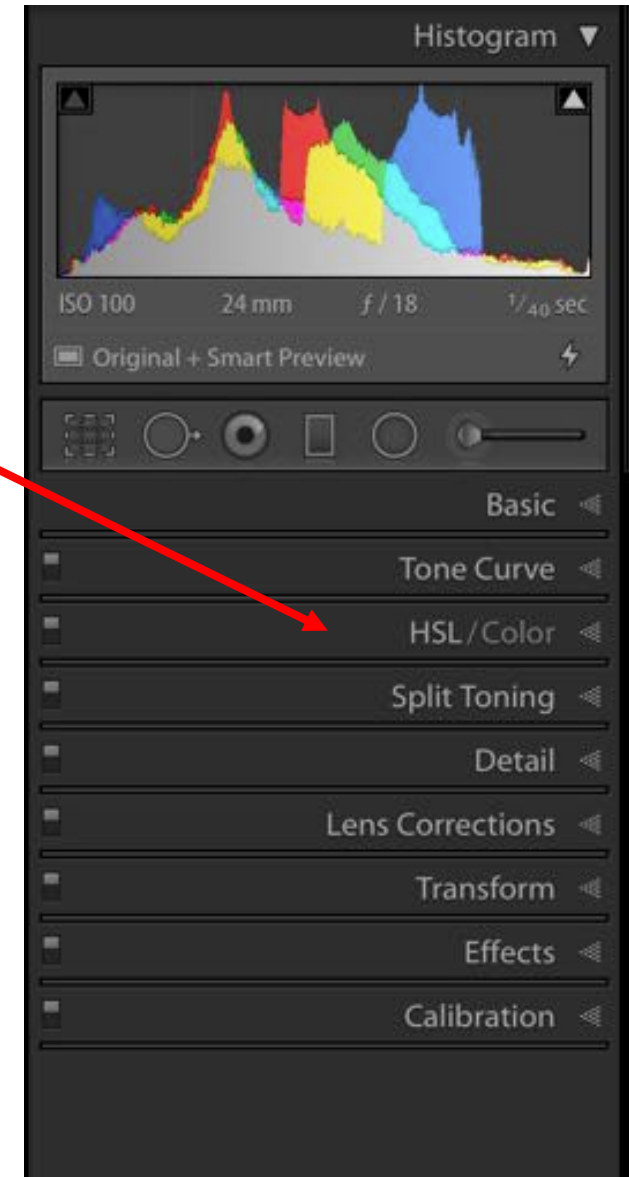 Histogram ▼
ISO 100 24 mm ƒ / 18 1/40 sec
Original + Smart Preview
Basic
Tone Curve
HSL / Color
Split Toning
Detail
Lens Corrections
Transform
Effects
Calibration